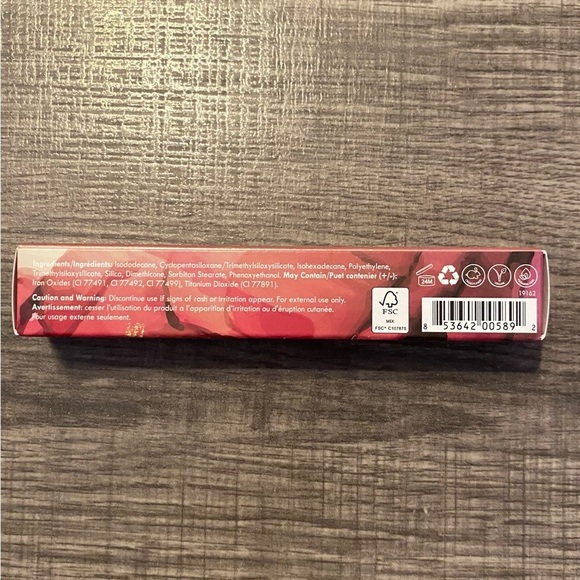 Ingredients/Ingrédients: Isododecane, Cyclopentasiloxane/Trimethylsiloxysilicate, Isohexadecane, Polyethylene,
Trimethylsiloxysilicate, Silica, Dimethicone, Sorbitan Stearate, Phenoxyethanol. May Contain/Puet contenier (+/-):
Iron Oxides (CI 77491, CI 77492, CI 77499), Titanium Dioxide (CI 77891).
Caution and Warning: Discontinue use if signs of rash or irritation appear. For external use only.
Avertissement: cesser l'utilisation du produit a l'apparition d'irritation ou d'éruption cutanée.
Pour usage externe seulement.
24M
19162
FSC
MIX
FSC® C107875
8 53642 00589 2